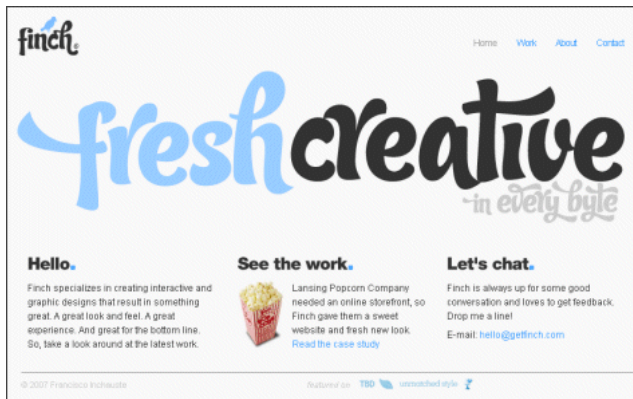 finch
Home Work About Contact
freshcreative
in every byte
Hello.
Finch specializes in creating interactive and
graphic designs that result in something
great. A great look and feel. A great
experience. And great for the bottom line.
So, take a look around at the latest work.
See the work.
Lansing Popcorn Company
needed an online storefront, so
Finch gave them a sweet
website and fresh new look.
Read the case study
Let's chat.
Finch is always up for some good
conversation and loves to get feedback.
Drop me a line!
E-mail: hello@getfinch.com
© 2007 Francisco Inchauste
featured on TBD unmatched style